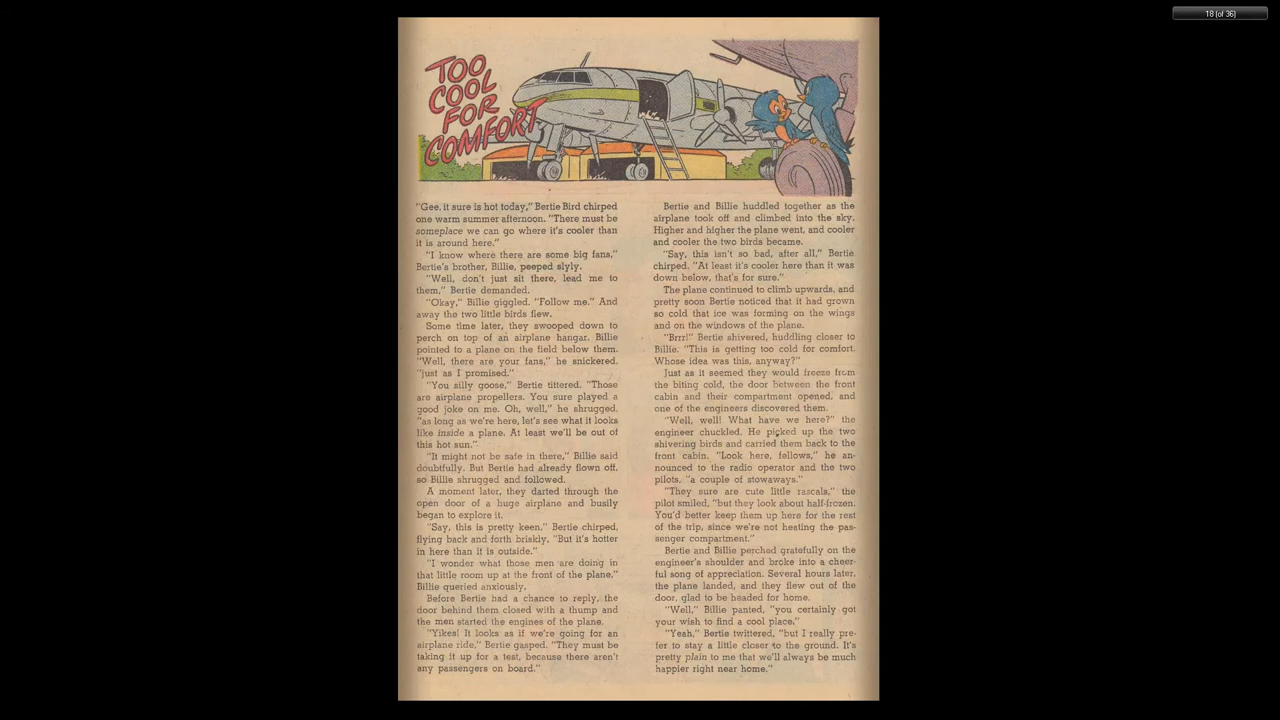 18 (of 36)
TOO
COOL
FOR
COMFORT
"Gee, it sure is hot today," Bertie Bird chirped
one warm summer afternoon. "There must be
someplace we can go where it's cooler than
it is around here."
"I know where there are some big fans,"
Bertie's brother, Billie, peeped slyly.
"Well, don't just sit there, lead me to
them," Bertie demanded.
"Okay," Billie giggled. "Follow me." And
away the two little birds flew.
Some time later, they swooped down to
perch on top of an airplane hangar. Billie
pointed to a plane on the field below them.
"Well, there are your fans," he snickered,
"just as I promised."
"You silly goose," Bertie tittered. "Those
are airplane propellers. You sure played a
good joke on me. Oh, well," he shrugged,
"as long as we're here, let's see what it looks
like inside a plane. At least we'll be out of
this hot sun."
"It might not be safe in there," Billie said
doubtfully. But Bertie had already flown off,
so Billie shrugged and followed.
A moment later, they darted through the
open door of a huge airplane and busily
began to explore it.
"Say, this is pretty keen," Bertie chirped,
flying back and forth briskly, "But it's hotter
in here than it is outside."
"I wonder what those men are doing in
that little room up at the front of the plane,"
Billie queried anxiously.
Before Bertie had a chance to reply, the
door behind them closed with a thump and
the men started the engines of the plane.
"Yikes! It looks as if we're going for an
airplane ride," Bertie gasped. "They must be
taking it up for a test, because there aren't
any passengers on board."
Bertie and Billie huddled together as the
airplane took off and climbed into the sky.
Higher and higher the plane went, and cooler
and cooler the two birds became.
"Say, this isn't so bad, after all," Bertie
chirped. "At least it's cooler here than it was
down below, that's for sure."
The plane continued to climb upwards, and
pretty soon Bertie noticed that it had grown
so cold that ice was forming on the wings
and on the windows of the plane.
"Brrr!" Bertie shivered, huddling closer to
Billie. "This is getting too cold for comfort.
Whose idea was this, anyway?"
Just as it seemed they would freeze from
the biting cold, the door between the front
cabin and their compartment opened, and
one of the engineers discovered them.
"Well, well! What have we here?" the
engineer chuckled. He picked up the two
shivering birds and carried them back to the
front cabin. "Look here, fellows," he an-
nounced to the radio operator and the two
pilots, "a couple of stowaways."
"They sure are cute little rascals," the
pilot smiled, "but they look about half-frozen.
You'd better keep them up here for the rest
of the trip, since we're not heating the pas-
senger compartment."
Bertie and Billie perched gratefully on the
engineer's shoulder and broke into a cheer-
ful song of appreciation. Several hours later,
the plane landed, and they flew out of the
door, glad to be headed for home.
"Well," Billie panted, "you certainly got
your wish to find a cool place."
"Yeah," Bertie twittered, "but I really pre-
fer to stay a little closer to the ground. It's
pretty plain to me that we'll always be much
happier right near home."